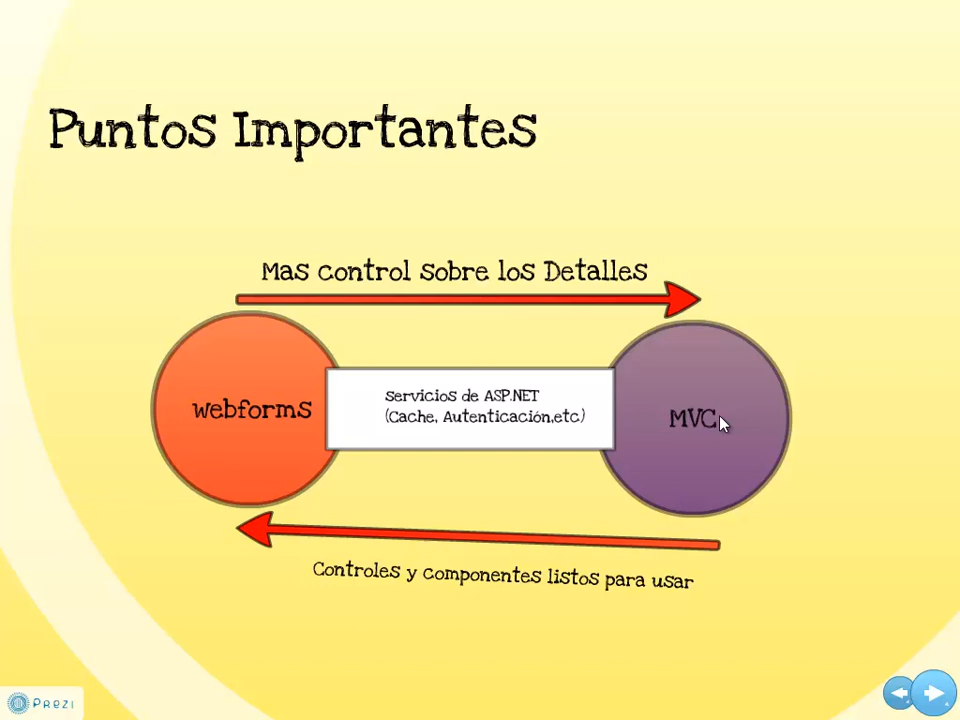 Puntos Importantes
Mas control sobre los Detalles
webforms
servicios de ASP.NET
(Cache, Autenticación,etc)
MVC
Controles y componentes listos para usar
Prezi